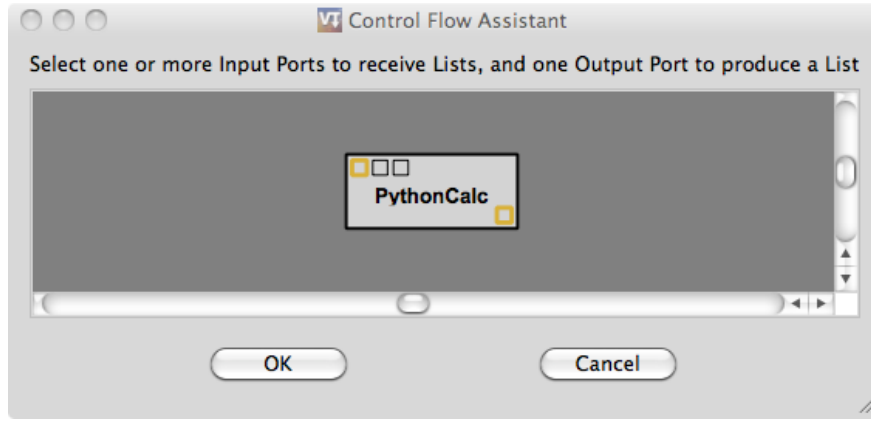 VT Control Flow Assistant
Select one or more Input Ports to receive Lists, and one Output Port to produce a List
PythonCalc
OK Cancel